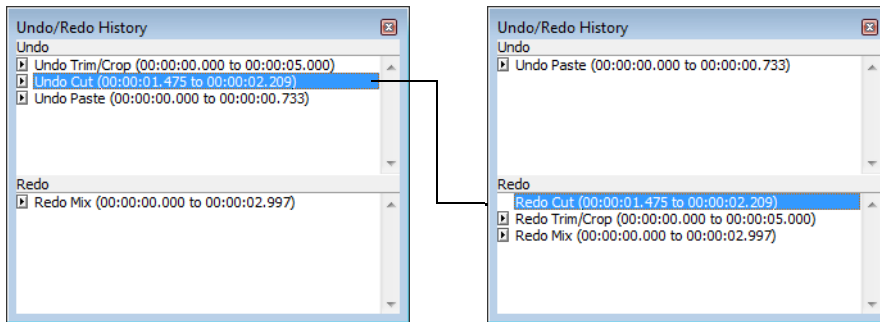 Undo/Redo History
Undo
Undo Trim/Crop (00:00:00.000 to 00:00:05.000)
Undo Cut (00:00:01.475 to 00:00:02.209)
Undo Paste (00:00:00.000 to 00:00:00.733)
Redo
Redo Mix (00:00:00.000 to 00:00:02.997)
Undo/Redo History
Undo
Undo Paste (00:00:00.000 to 00:00:00.733)
Redo
Redo Cut (00:00:01.475 to 00:00:02.209)
Redo Trim/Crop (00:00:00.000 to 00:00:05.000)
Redo Mix (00:00:00.000 to 00:00:02.997)